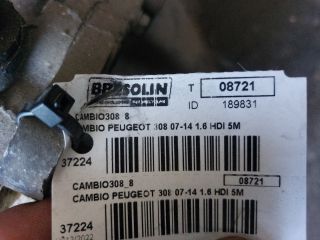 BRESOLIN T 08721
ID 189831
CAMBIO308_8
CAMBIO PEUGEOT 308 07-14 1.6 HDI 5M
37224
CAMBIO308_8 08721
CAMBIO PEUGEOT 308 07-14 1.6 HDI 5M
37224